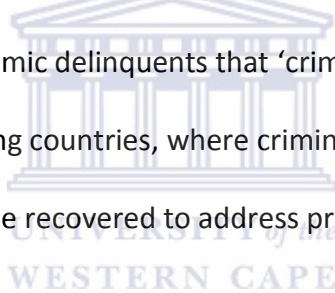 mic delinquents that ‘crim
ng countries, where crimin
e recovered to address pr
UNIVERSITY of the
WESTERN CAPE